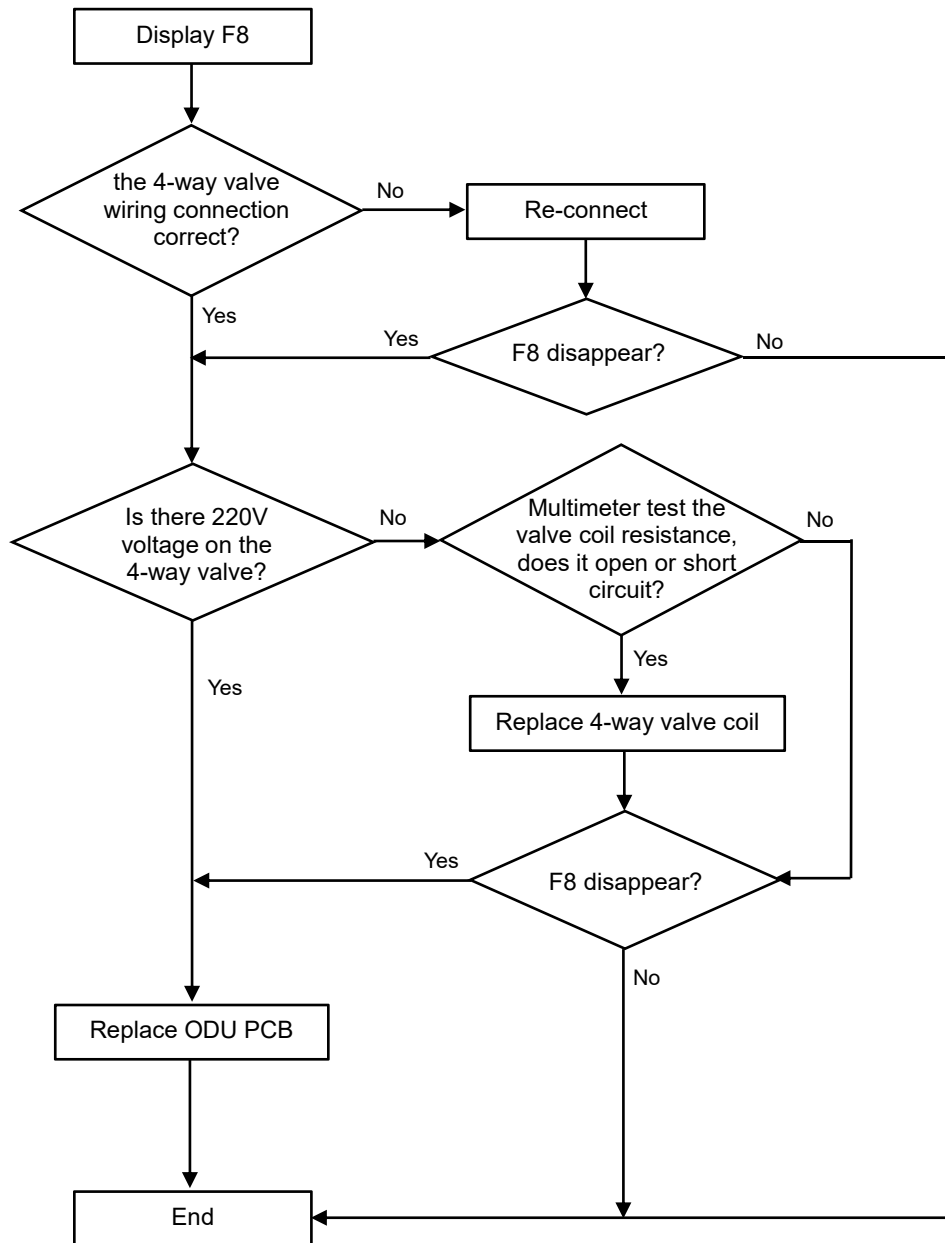 Display F8
the 4-way valve
wiring connection
correct?
No
Re-connect
Yes
Yes
F8 disappear?
No
Is there 220V
voltage on the
4-way valve?
No
Multimeter test the
valve coil resistance,
does it open or short
circuit?
No
Yes
Yes
Replace 4-way valve coil
Yes
F8 disappear?
No
Replace ODU PCB
End